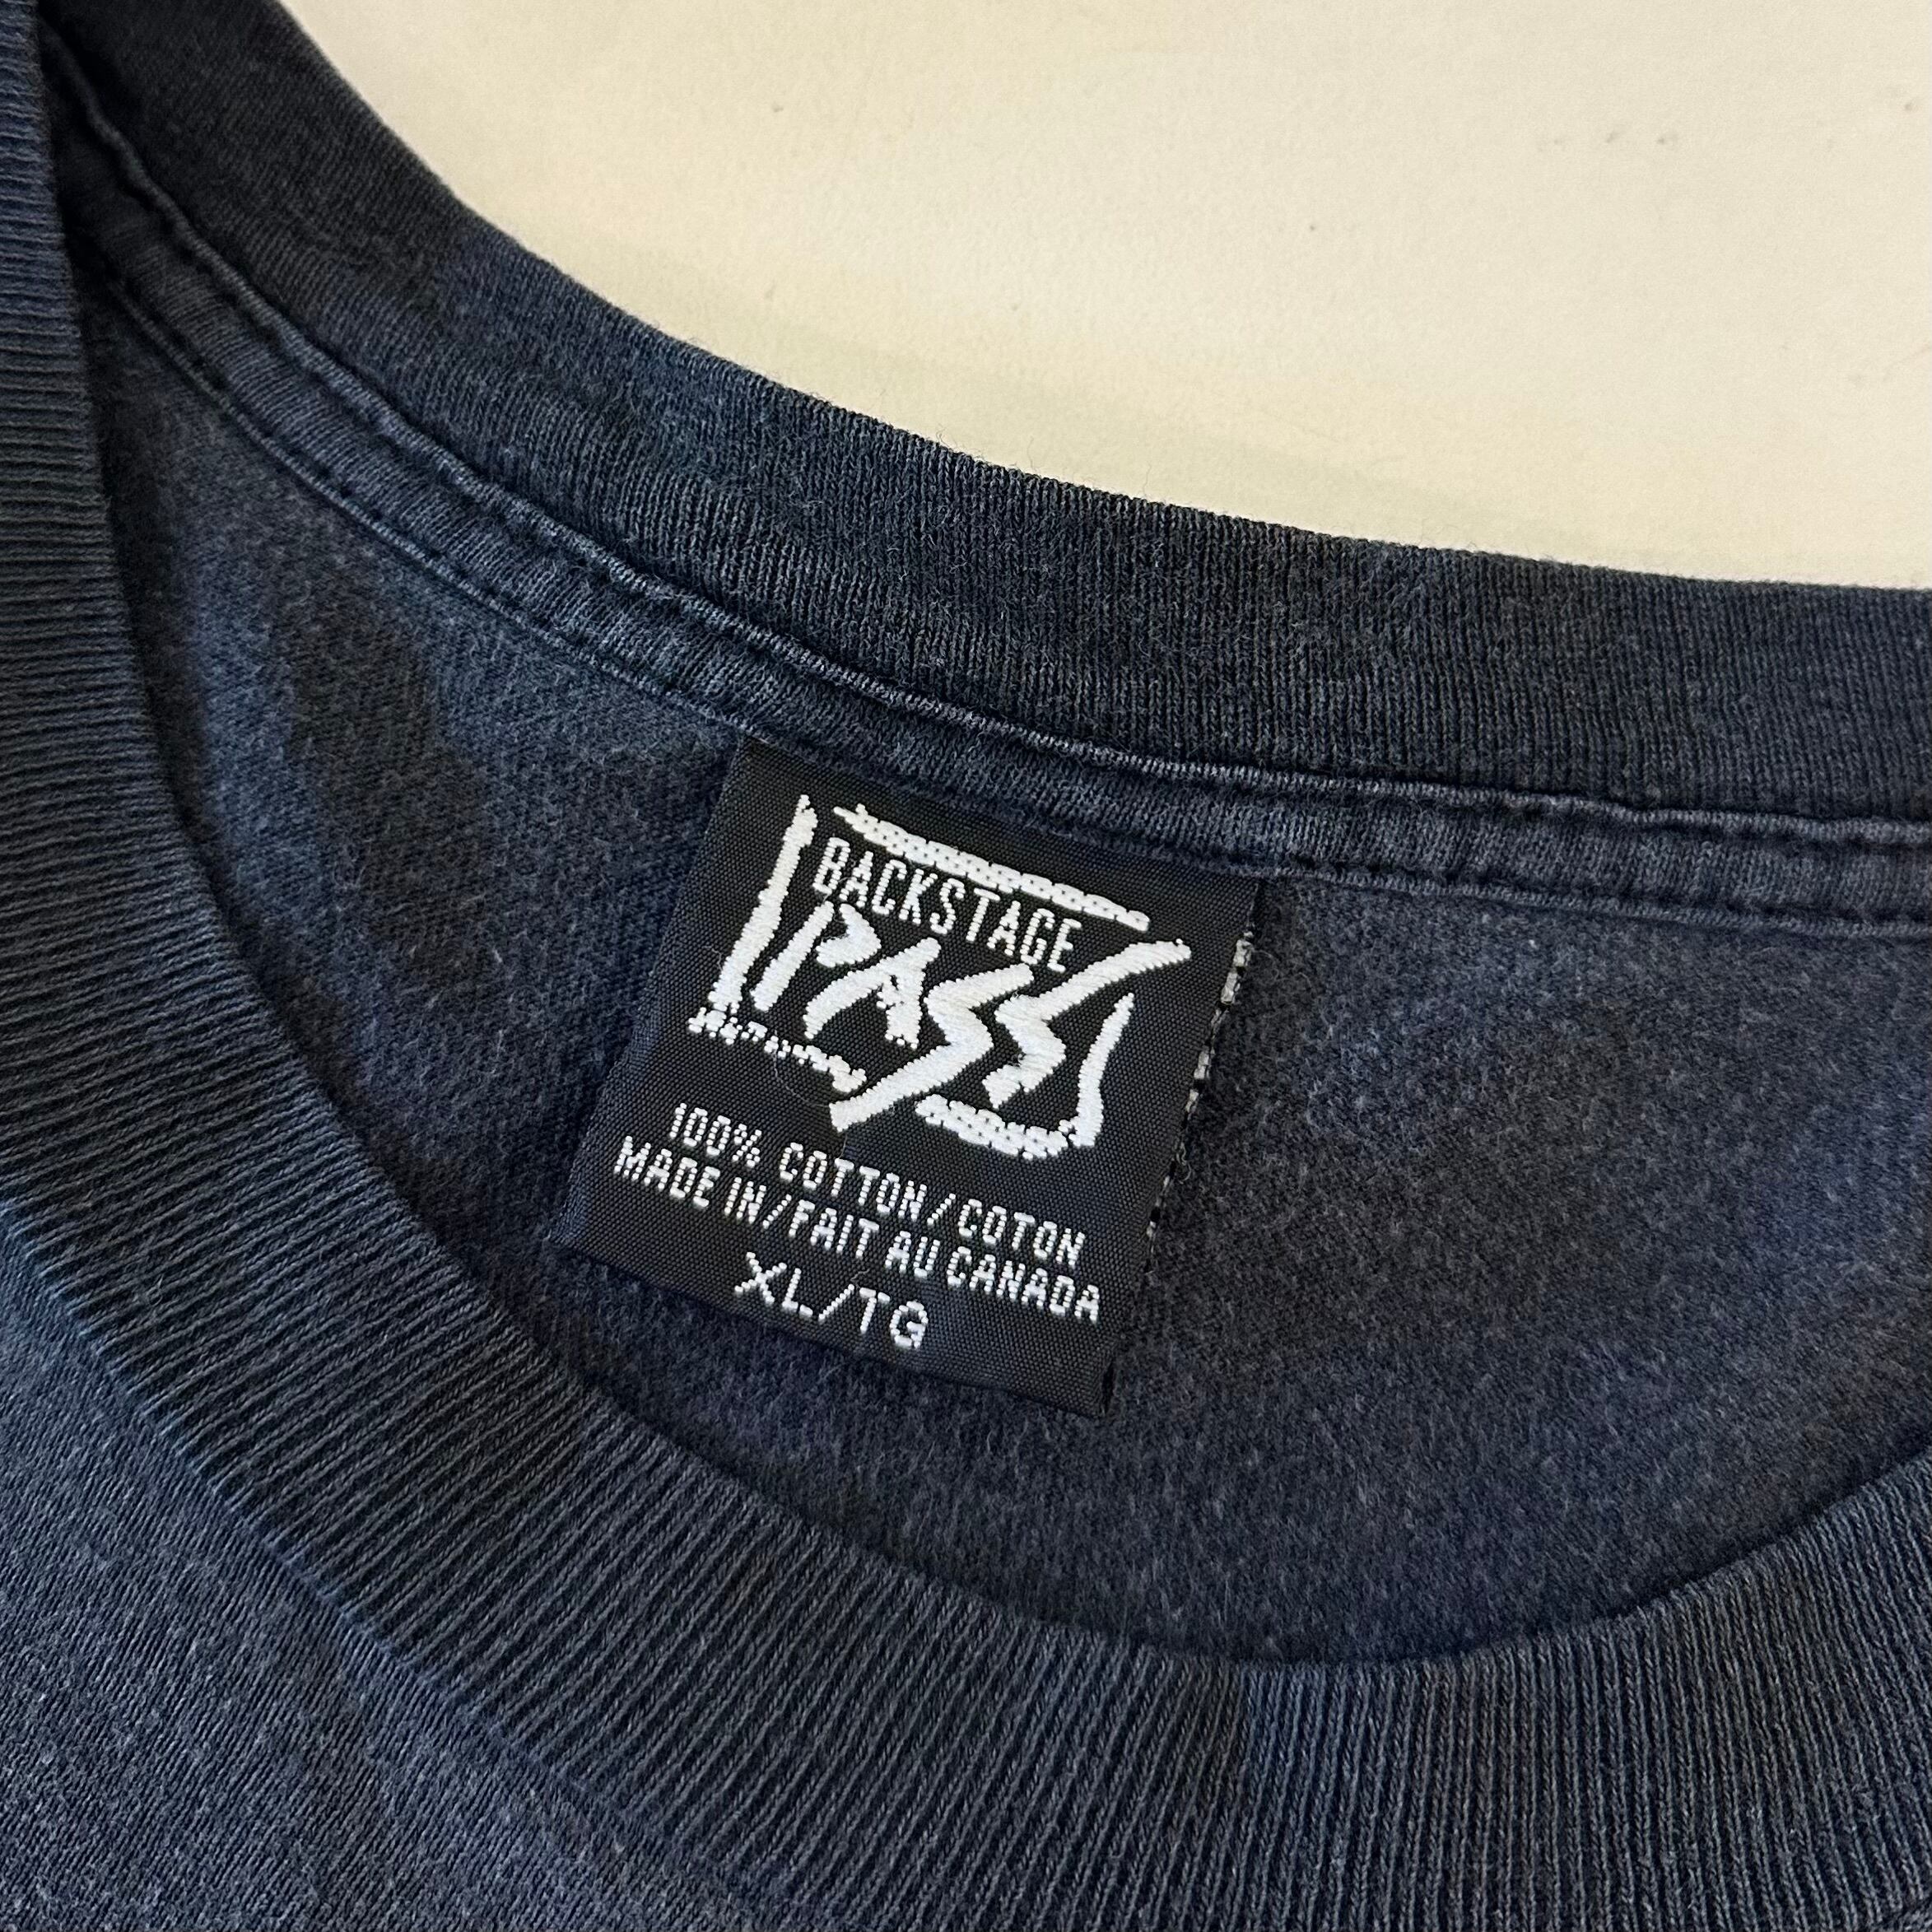 BACKSTAGE
PASS
100% COTTON/COTON
MADE IN/FAIT AU CANADA
XL/TG